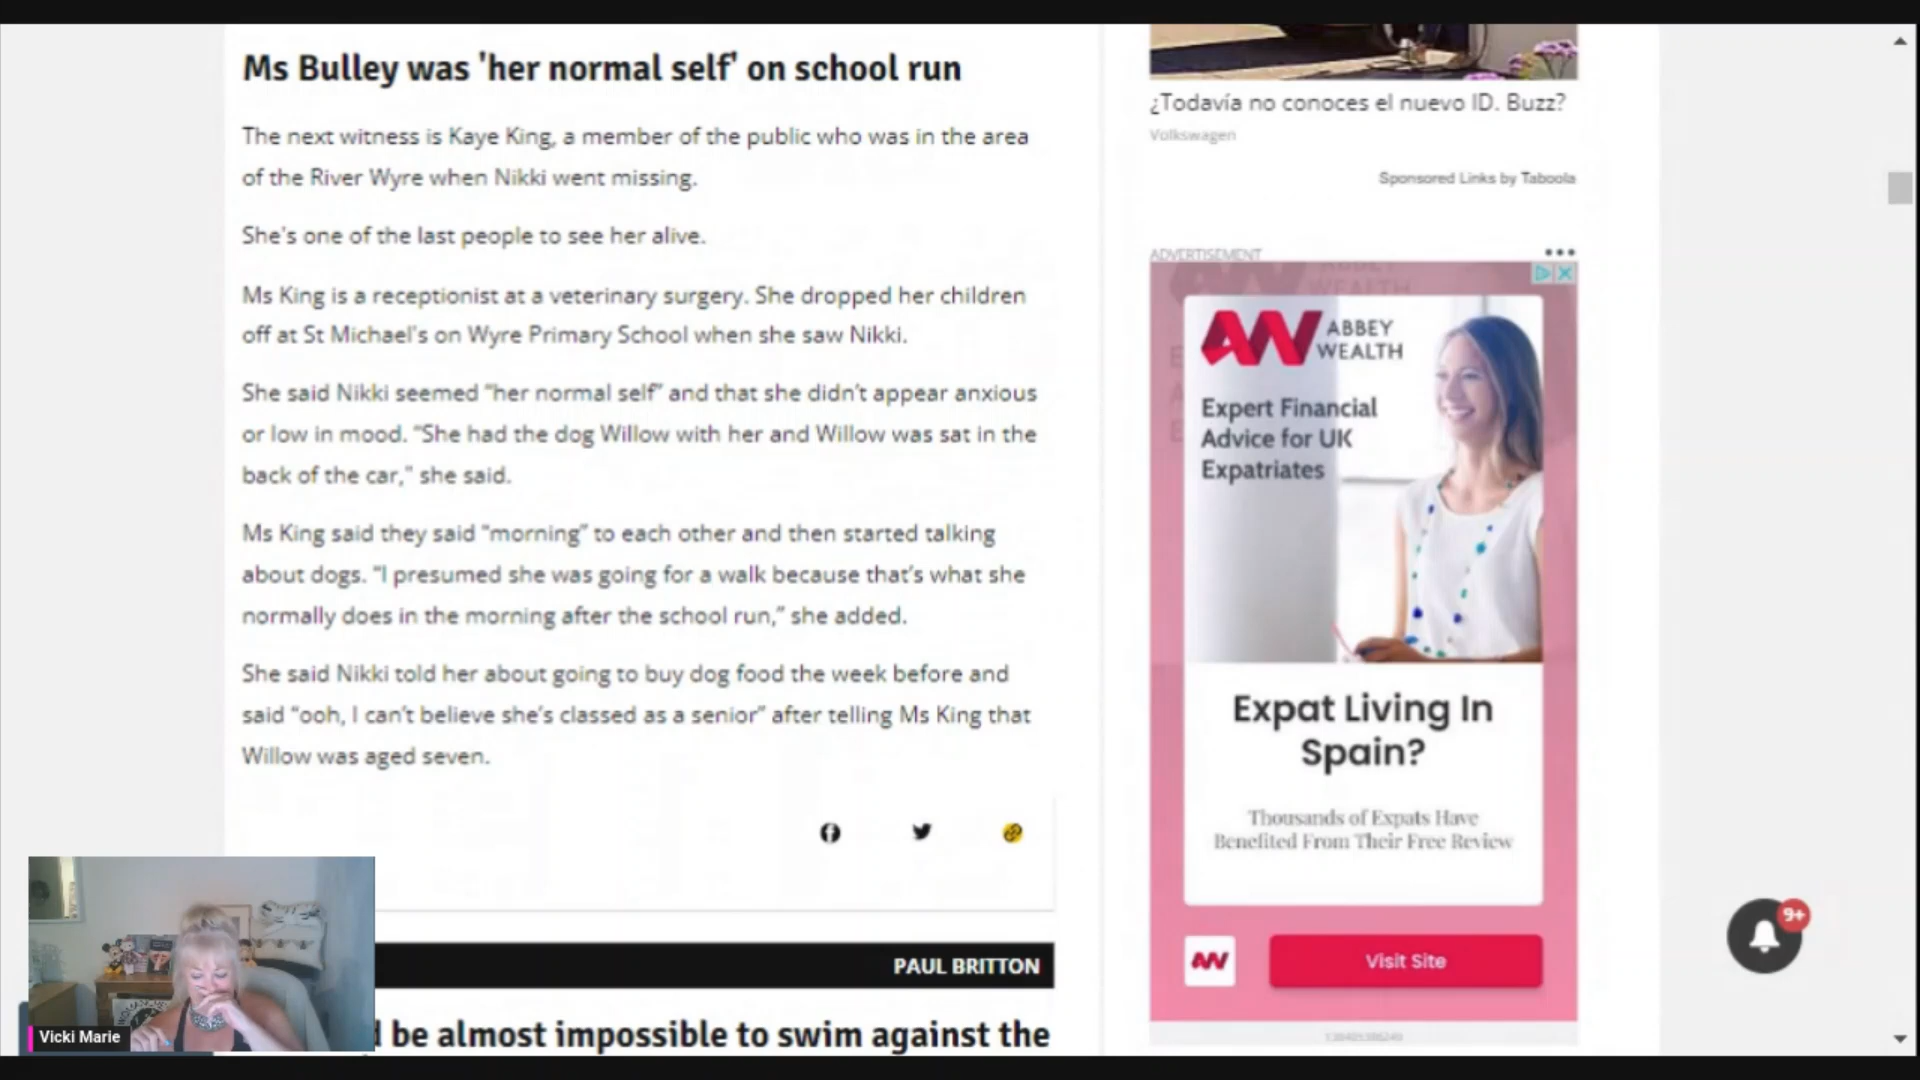 Ms Bulley was 'her normal self' on school run
The next witness is Kaye King, a member of the public who was in the area
of the River Wyre when Nikki went missing.
She's one of the last people to see her alive.
Ms King is a receptionist at a veterinary surgery. She dropped her children
off at St Michael's on Wyre Primary School when she saw Nikki.
She said Nikki seemed “her normal self” and that she didn’t appear anxious
or low in mood. “She had the dog Willow with her and Willow was sat in the
back of the car,” she said.
Ms King said they said “morning” to each other and then started talking
about dogs. “I presumed she was going for a walk because that’s what she
normally does in the morning after the school run,” she added.
She said Nikki told her about going to buy dog food the week before and
said “ooh, I can’t believe she’s classed as a senior” after telling Ms King that
Willow was aged seven.
PAUL BRITTON
be almost impossible to swim against the
Vicki Marie
¿Todavía no conoces el nuevo ID. Buzz?
Volkswagen
Sponsored Links by Taboola
ADVERTISEMENT
ABBEY
WEALTH
Expert Financial
Advice for UK
Expatriates
Expat Living In
Spain?
Thousands of Expats Have
Benefited From Their Free Review
AW
Visit Site
9+